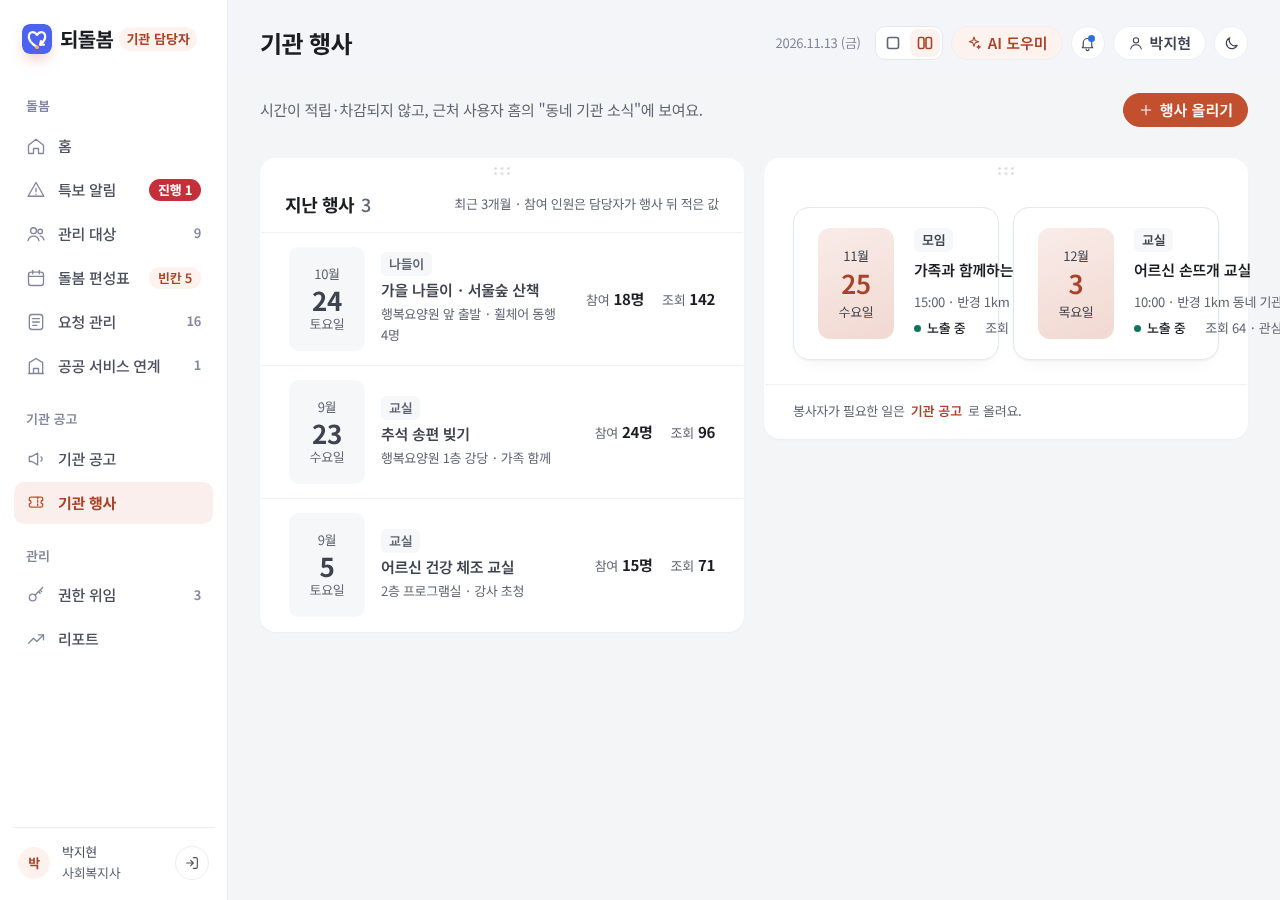 되돌봄 기관 담당자
돌봄
홈
특보 알림 진행 1
관리 대상 9
돌봄 편성표 빈칸 5
요청 관리 16
공공 서비스 연계 1
기관 공고
기관 공고
기관 행사
관리
권한 위임 3
리포트
박 박지현
사회복지사
기관 행사
2026.11.13 (금) AI 도우미 박지현
시간이 적립·차감되지 않고, 근처 사용자 홈의 "동네 기관 소식"에 보여요.
행사 올리기
지난 행사 3
최근 3개월 · 참여 인원은 담당자가 행사 뒤 적은 값
10월
24
토요일
나들이
가을 나들이 · 서울숲 산책
행복요양원 앞 출발 · 휠체어 동행
4명
참여 18명 조회 142
9월
23
수요일
교실
추석 송편 빚기
행복요양원 1층 강당 · 가족 함께
참여 24명 조회 96
9월
5
토요일
교실
어르신 건강 체조 교실
2층 프로그램실 · 강사 초청
참여 15명 조회 71
11월
25
수요일
모임
가족과 함께하는
15:00 · 반경 1km
노출 중 조회
12월
3
목요일
교실
어르신 손뜨개 교실
10:00 · 반경 1km 동네 기관
노출 중 조회 64 · 관심
봉사자가 필요한 일은 기관 공고 로 올려요.